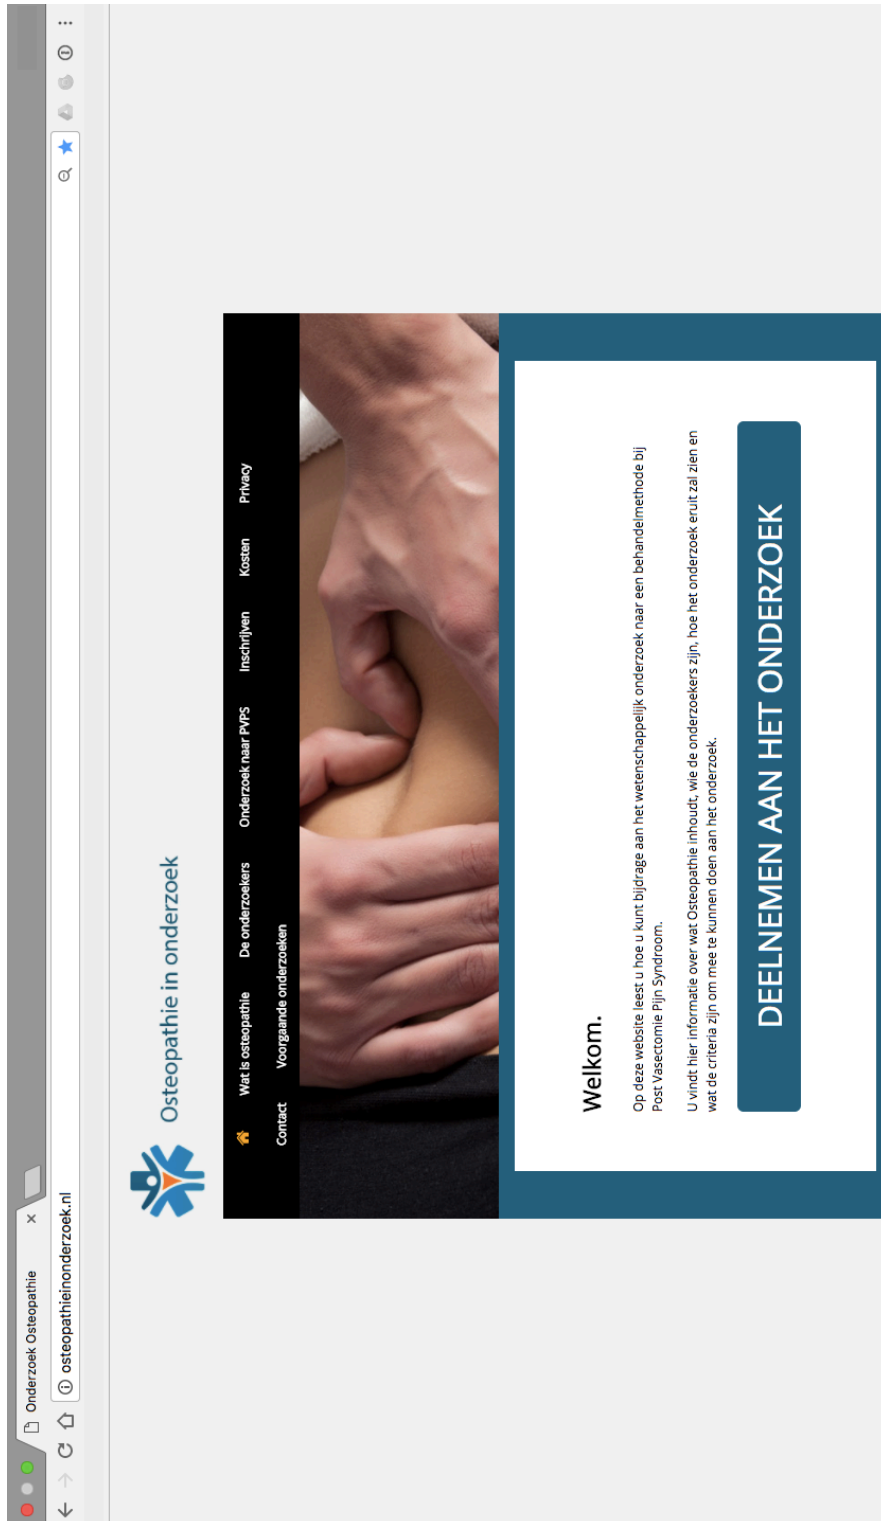 Onderzoek Osteopathie
osteopathieinonderzoek.nl
Osteopathie in onderzoek
Wat is osteopathie De onderzoekers Onderzoek naar PVPS Inschrijven Kosten Privacy
Contact Voorgaande onderzoeken
Welkom.
Op deze website leest u hoe u kunt bijdrage aan het wetenschappelijk onderzoek naar een behandelmethode bij
Post Vasectomie Pijn Syndroom.
U vindt hier informatie over wat Osteopathie inhoudt, wie de onderzoekers zijn, hoe het onderzoek eruit zal zien en
wat de criteria zijn om mee te kunnen doen aan het onderzoek.
DEELNEMEN AAN HET ONDERZOEK